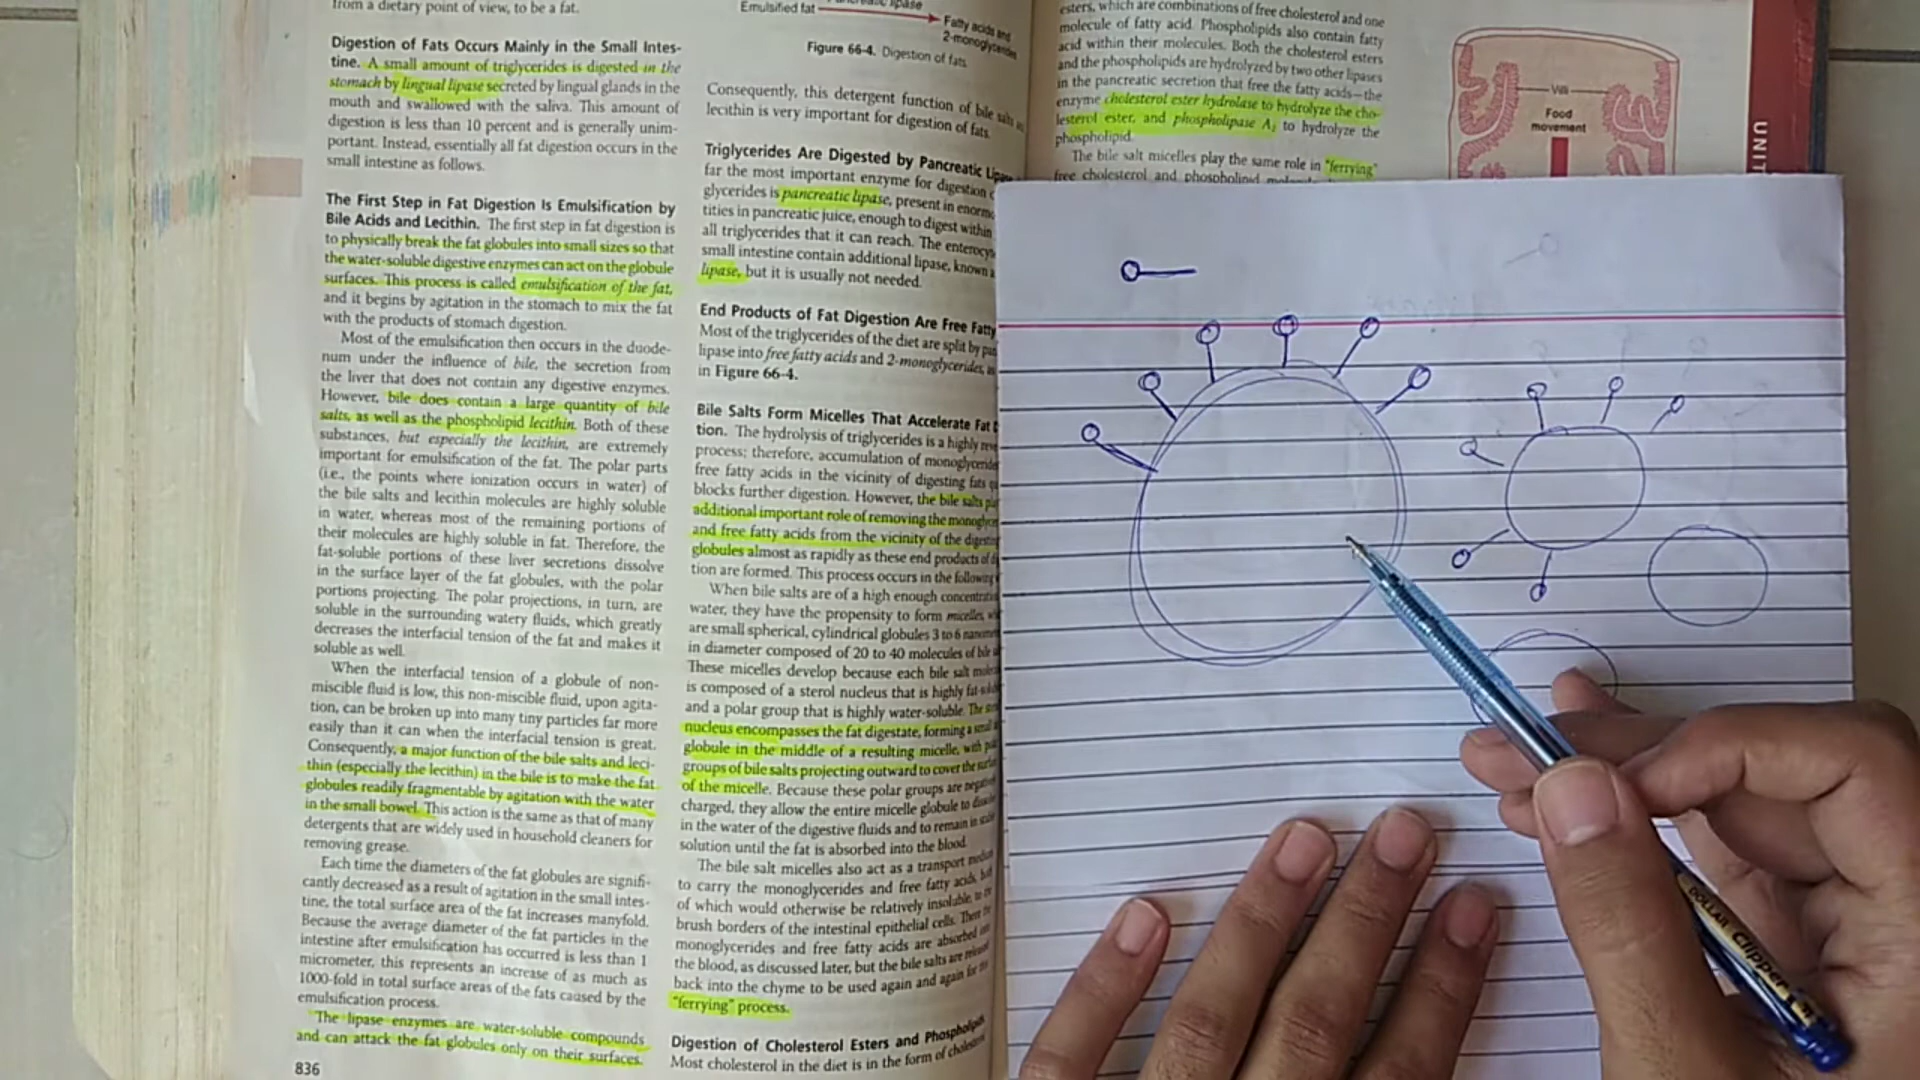 from a dietary point of view, to be a fat.
Digestion of Fats Occurs Mainly in the Small Intes-
tine. A small amount of triglycerides is digested in the
stomach by lingual lipase secreted by lingual glands in the
mouth and swallowed with the saliva. This amount of
digestion is less than 10 percent and is generally unim-
portant. Instead, essentially all fat digestion occurs in the
small intestine as follows.
The First Step in Fat Digestion Is Emulsification by
Bile Acids and Lecithin. The first step in fat digestion is
to physically break the fat globules into small sizes so that
the water-soluble digestive enzymes can act on the globule
surfaces. This process is called emulsification of the fat,
and it begins by agitation in the stomach to mix the fat
with the products of stomach digestion.
Most of the emulsification then occurs in the duode-
num under the influence of bile, the secretion from
the liver that does not contain any digestive enzymes.
However, bile does contain a large quantity of bile
salts, as well as the phospholipid lecithin. Both of these
substances, but especially the lecithin, are extremely
important for emulsification of the fat. The polar parts
(i.e., the points where ionization occurs in water) of
the bile salts and lecithin molecules are highly soluble
in water, whereas most of the remaining portions of
their molecules are highly soluble in fat. Therefore, the
fat-soluble portions of these liver secretions dissolve
in the surface layer of the fat globules, with the polar
portions projecting. The polar projections, in turn, are
soluble in the surrounding watery fluids, which greatly
decreases the interfacial tension of the fat and makes it
soluble as well.
When the interfacial tension of a globule of non-
miscible fluid is low, this non-miscible fluid, upon agita-
tion, can be broken up into many tiny particles far more
easily than it can when the interfacial tension is great.
Consequently, a major function of the bile salts and leci-
thin (especially the lecithin) in the bile is to make the fat
globules readily fragmentable by agitation with the water
in the small bowel. This action is the same as that of many
detergents that are widely used in household cleaners for
removing grease.
Each time the diameters of the fat globules are signifi-
cantly decreased as a result of agitation in the small intes-
tine, the total surface area of the fat increases manyfold.
Because the average diameter of the fat particles in the
intestine after emulsification has occurred is less than 1
micrometer, this represents an increase of as much as
1000-fold in total surface areas of the fats caused by the
emulsification process.
The lipase enzymes are water-soluble compounds
and can attack the fat globules only on their surfaces.
836
lipase
Emulsified fat
Fatty acids and
2-monoglycerides
Figure 66-4. Digestion of fats.
Consequently, this detergent function of bile salts
lecithin is very important for digestion of fats.
Triglycerides Are Digested by Pancreatic
far the most important enzyme for digestion
glycerides is pancreatic lipase, present in
tities in pancreatic juice, enough to digest within
all triglycerides that it can reach. The
small intestine contain additional lipase, known
lipase, but it is usually not needed.
End Products of Fat Digestion Are Free Fatty
Most of the triglycerides of the diet are split by
lipase into free fatty acids and 2-monoglycerides,
in Figure 66-4.
Bile Salts Form Micelles That Accelerate Fat
tion. The hydrolysis of triglycerides is a highly
process; therefore, accumulation of
free fatty acids in the vicinity of digesting fats
blocks further digestion. However, the bile salts
additional important role of removing the
and free fatty acids from the vicinity of the
globules almost as rapidly as these end products of
tion are formed. This process occurs in the following
When bile salts are of a high enough
water, they have the propensity to form micelles,
are small spherical, cylindrical globules 3 to 6
in diameter composed of 20 to 40 molecules of bile
These micelles develop because each bile salt
is composed of a sterol nucleus that is highly
and a polar group that is highly water-soluble. The
nucleus encompasses the fat digestate, forming a small
globule in the middle of a resulting micelle, with
groups of bile salts projecting outward to cover the
of the micelle. Because these polar groups are
charged, they allow the entire micelle globule to
in the water of the digestive fluids and to remain in
solution until the fat is absorbed into the blood.
The bile salt micelles also act as a transport
to carry the monoglycerides and free fatty acids,
of which would otherwise be relatively insoluble, to
brush borders of the intestinal epithelial cells. There
monoglycerides and free fatty acids are absorbed
the blood, as discussed later, but the bile salts are
back into the chyme to be used again and again for
"ferrying" process.
Digestion of Cholesterol Esters and
Most cholesterol in the diet is in the form of
esters, which are combinations of free cholesterol and one
molecule of fatty acid. Phospholipids also contain fatty
acid within their molecules. Both the cholesterol esters
and the phospholipids are hydrolyzed by two other lipases
in the pancreatic secretion that free the fatty acids—the
enzyme cholesterol ester hydrolase to hydrolyze the cho-
lesterol ester, and phospholipase A2 to hydrolyze the
phospholipid.
The bile salt micelles play the same role in "ferrying"
free cholesterol and phospholipid
Villi
Food
movement
UNIT
DOLLAR Clipper